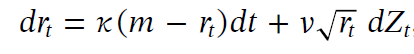 drₜ = κ(m − rₜ)dt + v√rₜ dZₜ.